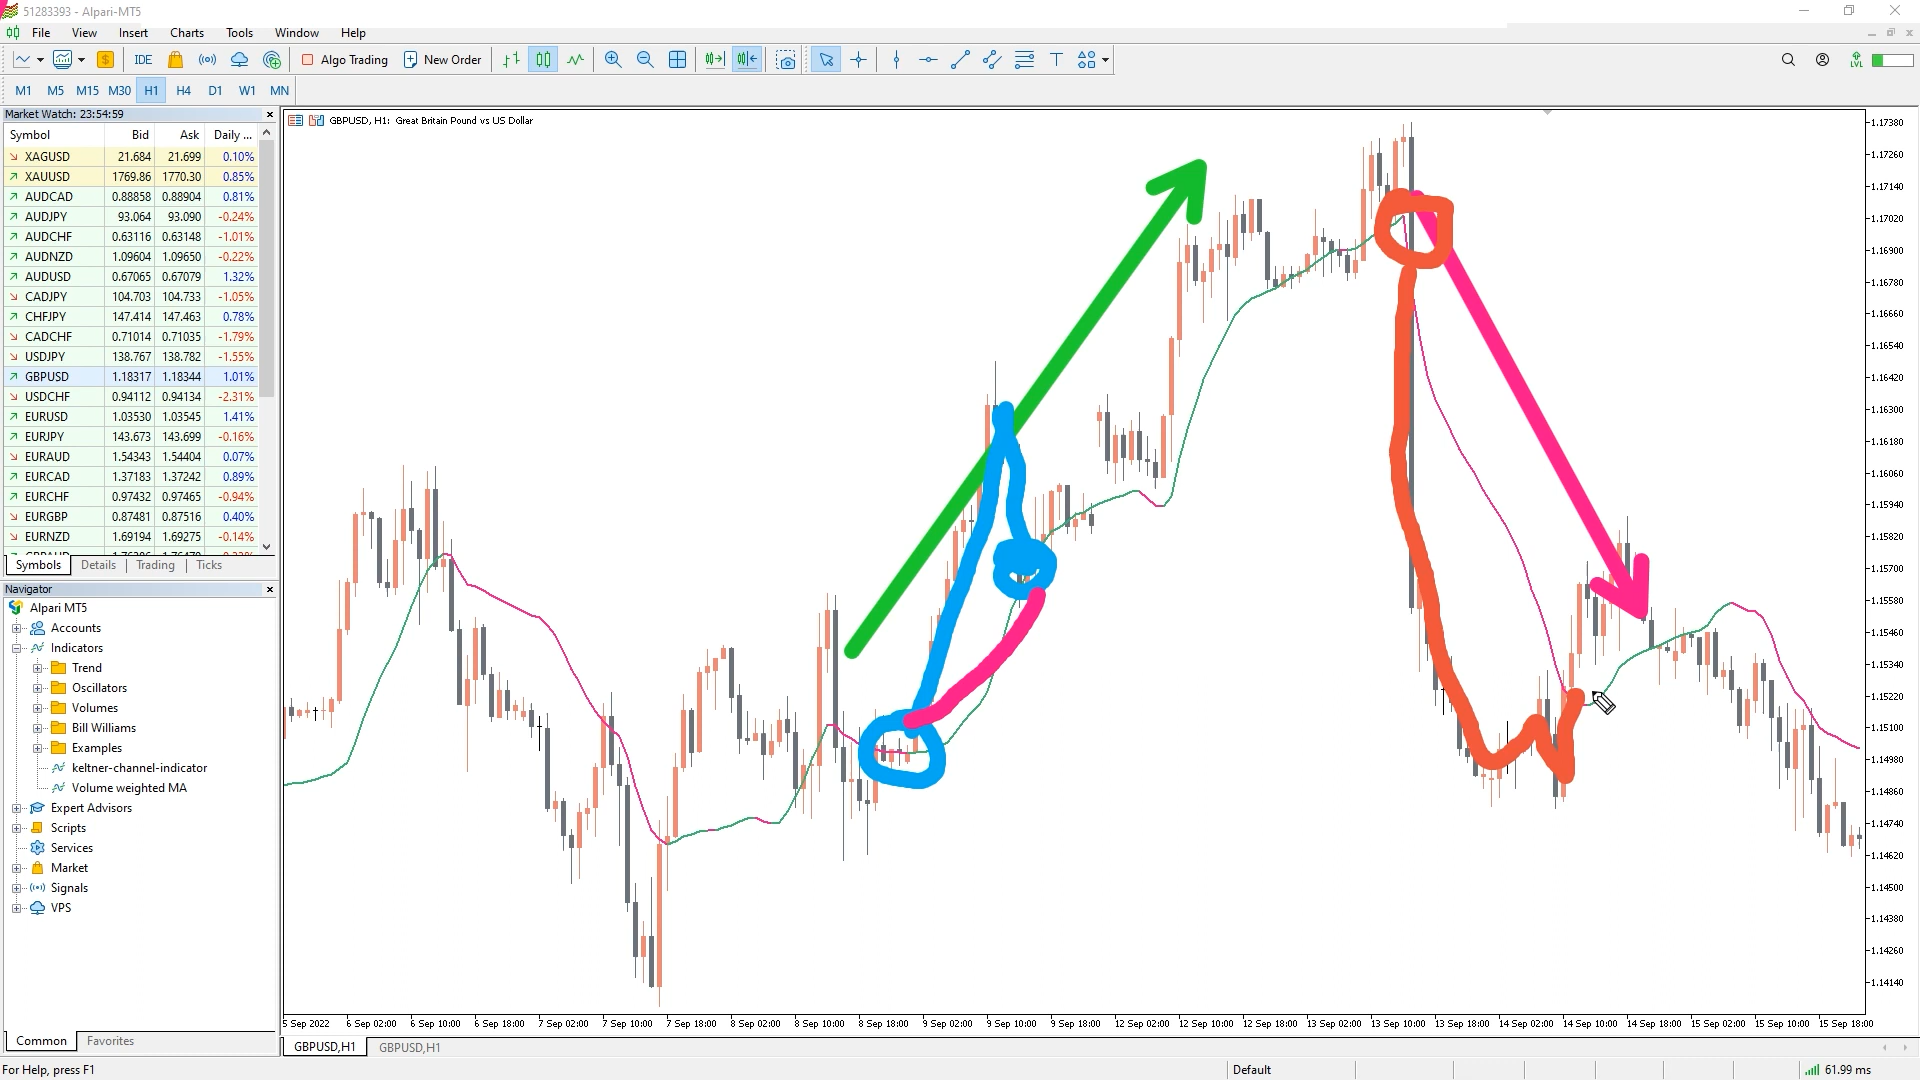 51283393 - Alpari-MT5
File View Insert Charts Tools Window Help
IDE Algo Trading New Order LVL
M1 M5 M15 M30 H1 H4 D1 W1 MN
Market Watch: 23:54:59
Symbol Bid Ask Daily ...
XAGUSD 21.684 21.699 0.10%
XAUUSD 1769.86 1770.30 0.85%
AUDCAD 0.88858 0.88904 0.81%
AUDJPY 93.064 93.090 -0.24%
AUDCHF 0.63116 0.63148 -1.01%
AUDNZD 1.09604 1.09650 -0.22%
AUDUSD 0.67065 0.67079 1.32%
CADJPY 104.703 104.733 -1.05%
CHFJPY 147.414 147.463 0.78%
CADCHF 0.71014 0.71035 -1.79%
USDJPY 138.767 138.782 -1.55%
GBPUSD 1.18317 1.18344 1.01%
USDCHF 0.94112 0.94134 -2.31%
EURUSD 1.03530 1.03545 1.41%
EURJPY 143.673 143.699 -0.16%
EURAUD 1.54343 1.54404 0.07%
EURCAD 1.37183 1.37242 0.89%
EURCHF 0.97432 0.97465 -0.94%
EURGBP 0.87481 0.87516 0.40%
EURNZD 1.69194 1.69275 -0.14%
Symbols Details Trading Ticks
Navigator
Alpari MT5
Accounts
Indicators
Trend
Oscillators
Volumes
Bill Williams
Examples
keltner-channel-indicator
Volume weighted MA
Expert Advisors
Scripts
Services
Market
Signals
VPS
Common Favorites
GBPUSD, H1: Great Britain Pound vs US Dollar
1.17380
1.17260
1.17140
1.17020
1.16900
1.16780
1.16660
1.16540
1.16420
1.16300
1.16180
1.16060
1.15940
1.15820
1.15700
1.15580
1.15460
1.15340
1.15220
1.15100
1.14980
1.14860
1.14740
1.14620
1.14500
1.14380
1.14260
1.14140
5 Sep 2022 6 Sep 02:00 6 Sep 10:00 6 Sep 18:00 7 Sep 02:00 7 Sep 10:00 7 Sep 18:00 8 Sep 02:00 8 Sep 10:00 8 Sep 18:00 9 Sep 02:00 9 Sep 10:00 9 Sep 18:00 12 Sep 02:00 12 Sep 10:00 12 Sep 18:00 13 Sep 02:00 13 Sep 10:00 13 Sep 18:00 14 Sep 02:00 14 Sep 10:00 14 Sep 18:00 15 Sep 02:00 15 Sep 10:00 15 Sep 18:00
GBPUSD,H1 GBPUSD,H1
For Help, press F1 Default 61.99 ms